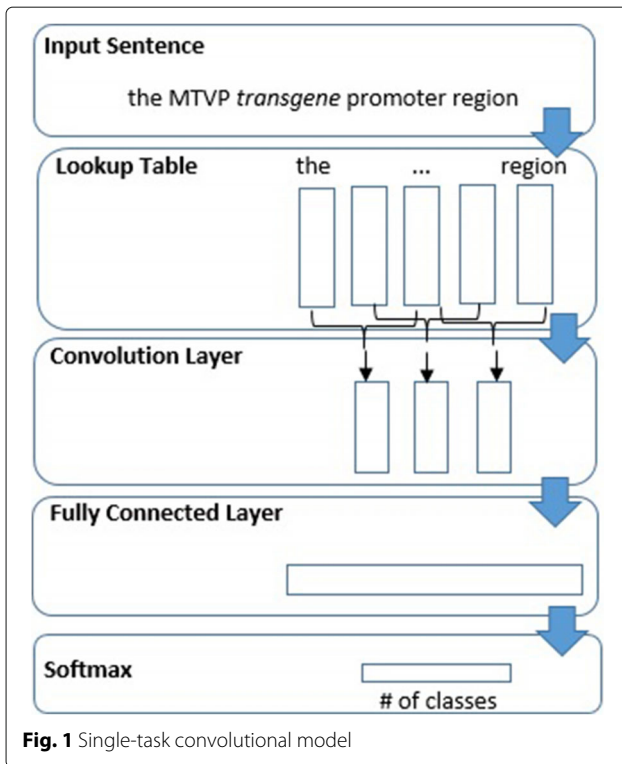 Input Sentence
the MTVP transgene promoter region
Lookup Table
the ... region
Convolution Layer
Fully Connected Layer
Softmax
# of classes
Fig. 1 Single-task convolutional model